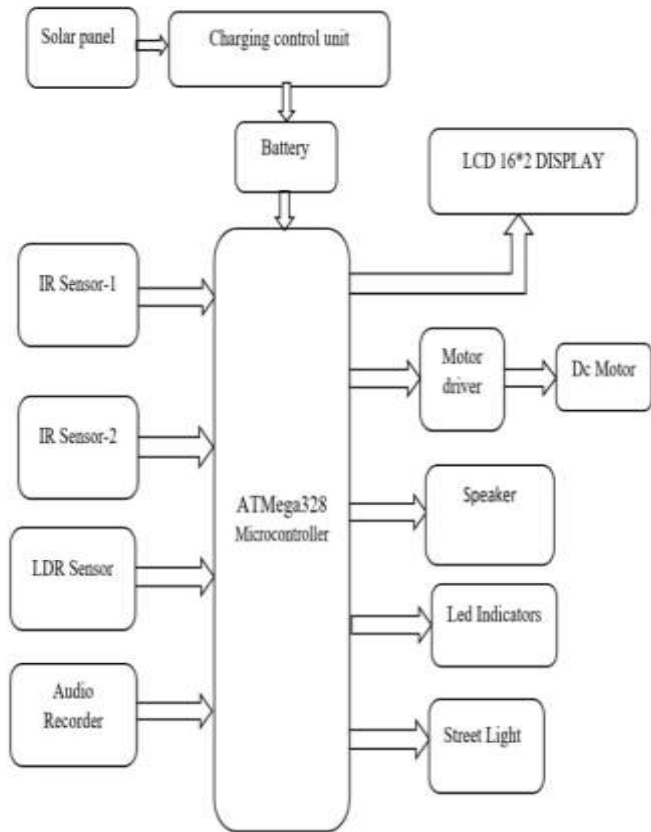 Solar panel
Charging control unit
Battery
LCD 16*2 DISPLAY
IR Sensor-1
Motor
driver
Dc Motor
IR Sensor-2
ATMega328
Microcontroller
Speaker
LDR Sensor
Led Indicators
Audio
Recorder
Street Light